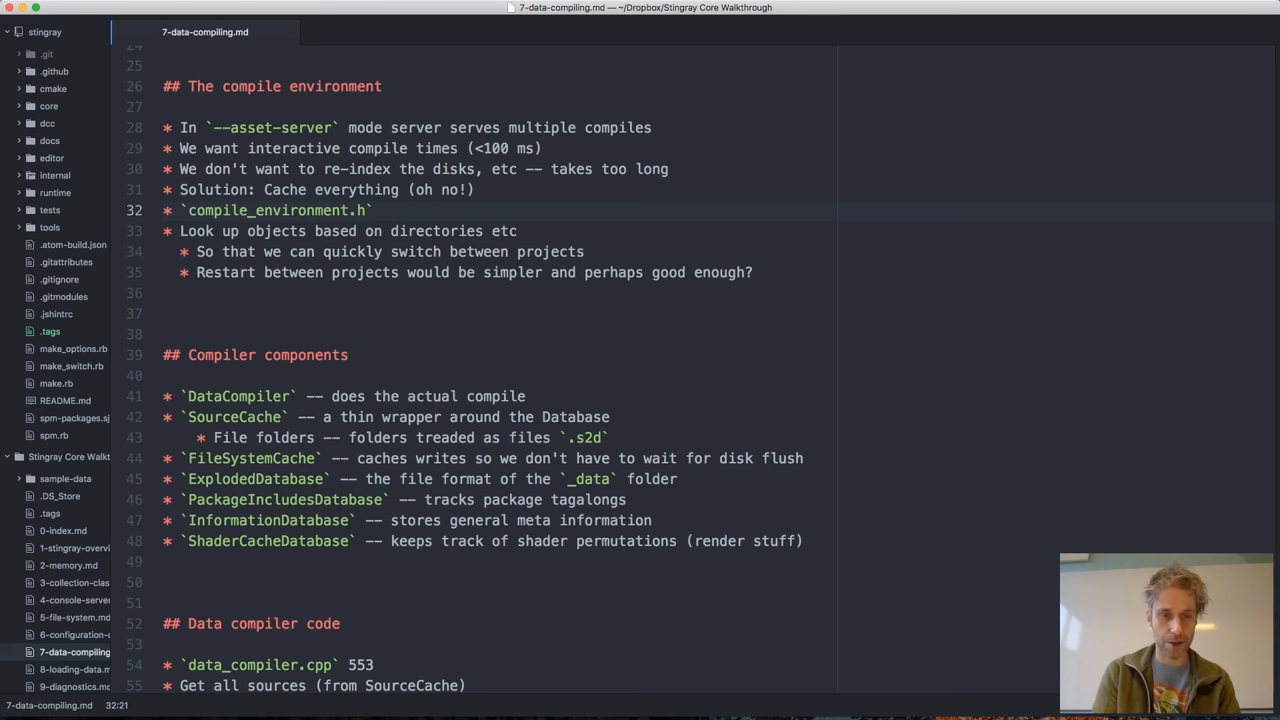 7-data-compiling.md — ~/Dropbox/Stingray Core Walkthrough
stingray
.git
.github
cmake
core
dcc
docs
editor
internal
runtime
tests
tools
.atom-build.json
.gitattributes
.gitignore
.gitmodules
.jshintrc
.tags
make_options.rb
make_switch.rb
make.rb
README.md
spm-packages.sj
spm.rb
Stingray Core Walkt
sample-data
.DS_Store
.tags
0-index.md
1-stingray-overvi
2-memory.md
3-collection-clas
4-console-server
5-file-system.md
6-configuration-c
7-data-compiling
8-loading-data.m
9-diagnostics.md
7-data-compiling.md
24
25
26 ## The compile environment
27
28 * In `--asset-server` mode server serves multiple compiles
29 * We want interactive compile times (<100 ms)
30 * We don't want to re-index the disks, etc -- takes too long
31 * Solution: Cache everything (oh no!)
32 * `compile_environment.h`
33 * Look up objects based on directories etc
34 * So that we can quickly switch between projects
35 * Restart between projects would be simpler and perhaps good enough?
36
37
38
39 ## Compiler components
40
41 * `DataCompiler` -- does the actual compile
42 * `SourceCache` -- a thin wrapper around the Database
43 * File folders -- folders treaded as files `.s2d`
44 * `FileSystemCache` -- caches writes so we don't have to wait for disk flush
45 * `ExplodedDatabase` -- the file format of the `_data` folder
46 * `PackageIncludesDatabase` -- tracks package tagalongs
47 * `InformationDatabase` -- stores general meta information
48 * `ShaderCacheDatabase` -- keeps track of shader permutations (render stuff)
49
50
51
52 ## Data compiler code
53
54 * `data_compiler.cpp` 553
55 * Get all sources (from SourceCache)
7-data-compiling.md 32:21